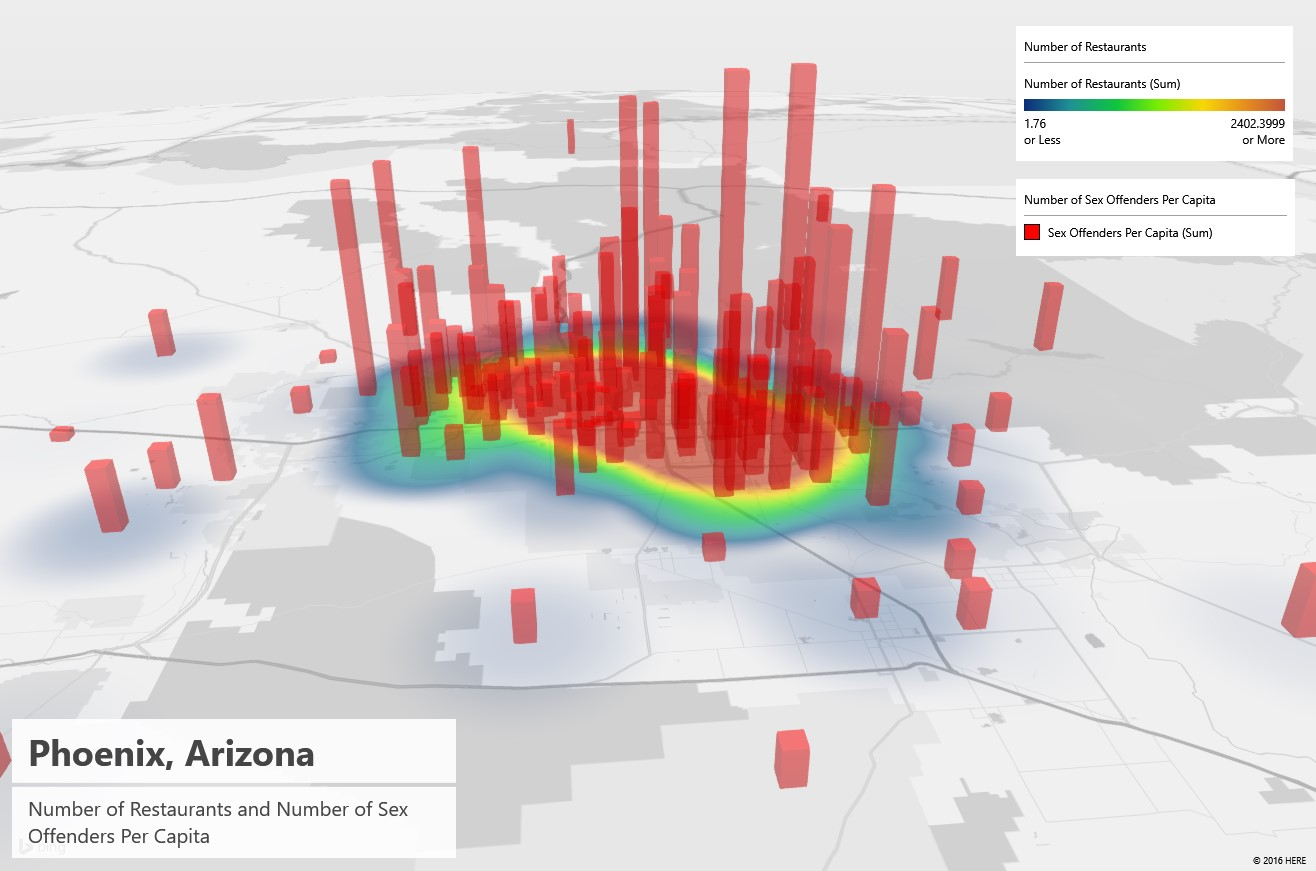 Number of Restaurants
Number of Restaurants (Sum)
1.76
or Less
2402.3999
or More
Number of Sex Offenders Per Capita
Sex Offenders Per Capita (Sum)
Phoenix, Arizona
Number of Restaurants and Number of Sex
Offenders Per Capita
bing
© 2016 HERE